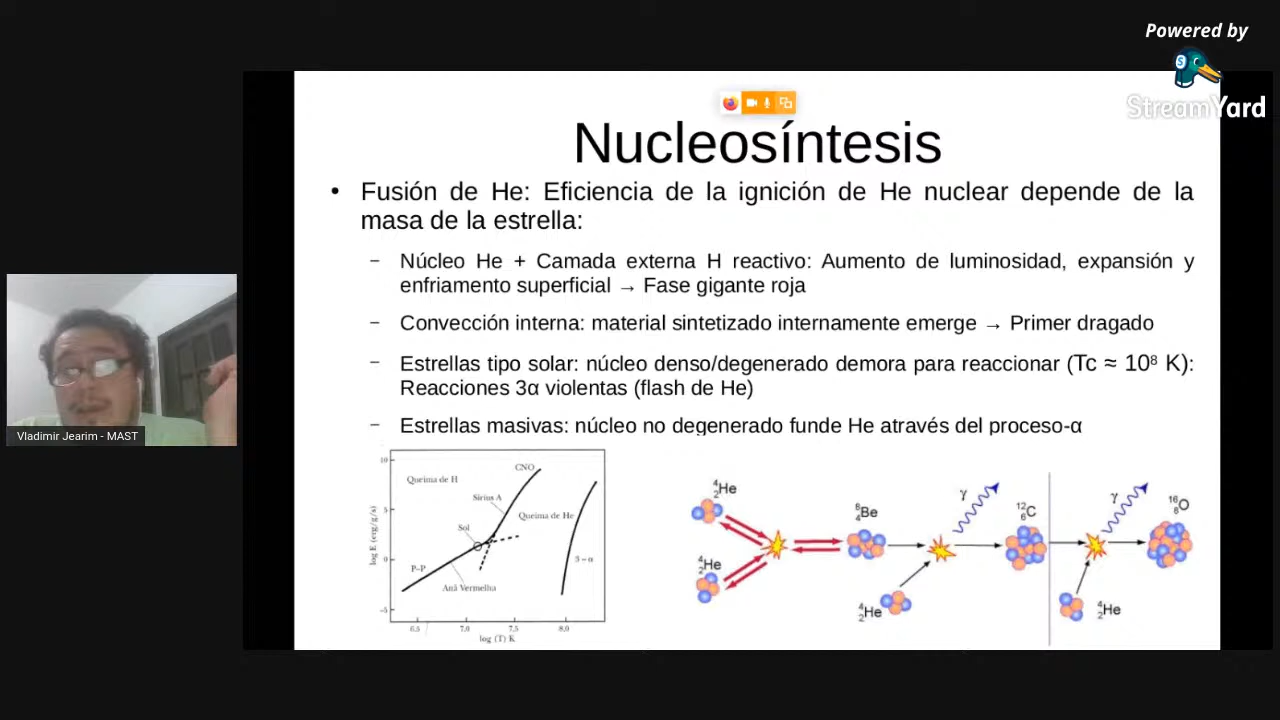 Powered by
StreamYard
Nucleosíntesis
• Fusión de He: Eficiencia de la ignición de He nuclear depende de la
masa de la estrella:
– Núcleo He + Camada externa H reactivo: Aumento de luminosidad, expansión y
enfriamento superficial → Fase gigante roja
– Convección interna: material sintetizado internamente emerge → Primer dragado
– Estrellas tipo solar: núcleo denso/degenerado demora para reaccionar (Tc ≈ 10⁸ K):
Reacciones 3α violentas (flash de He)
– Estrellas masivas: núcleo no degenerado funde He através del proceso-α
Vladimir Jearim - MAST
log E (erg/g/s)
10
5
0
-5
Queima de H
CNO
Sirius A
Queima de He
Sol
P-P
3-α
Anã Vermelha
6,5 7,0 7,5 8,0
log (T) K
⁴₂He
⁴₂He
⁸₄Be
⁴₂He
γ
¹²₆C
γ
⁴₂He
¹⁶₈O